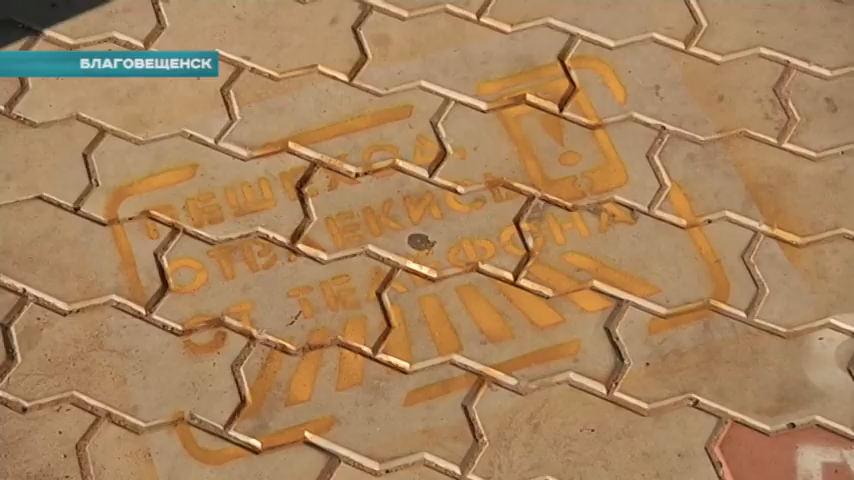 БЛАГОВЕЩЕНСК
ПЕШЕХОД,
ОТВЛЕКИСЬ
ОТ ТЕЛЕФОНА
!